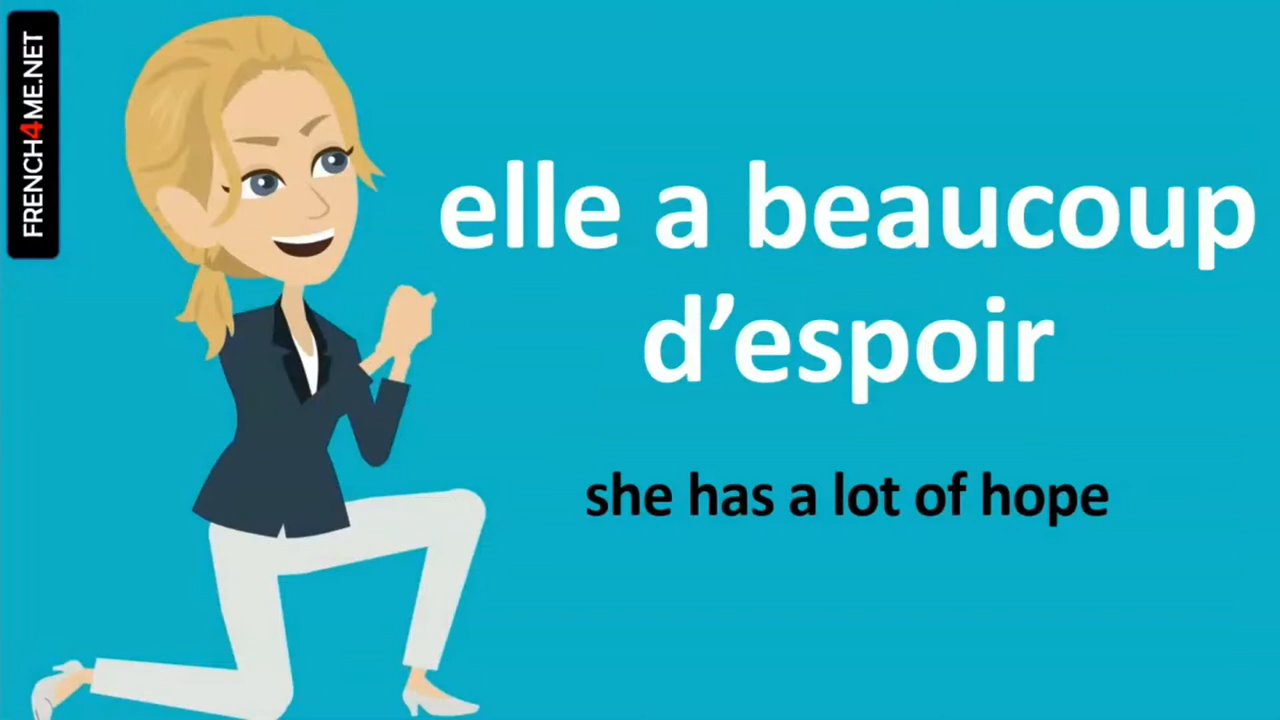 FRENCH4ME.NET
elle a beaucoup
d’espoir
she has a lot of hope